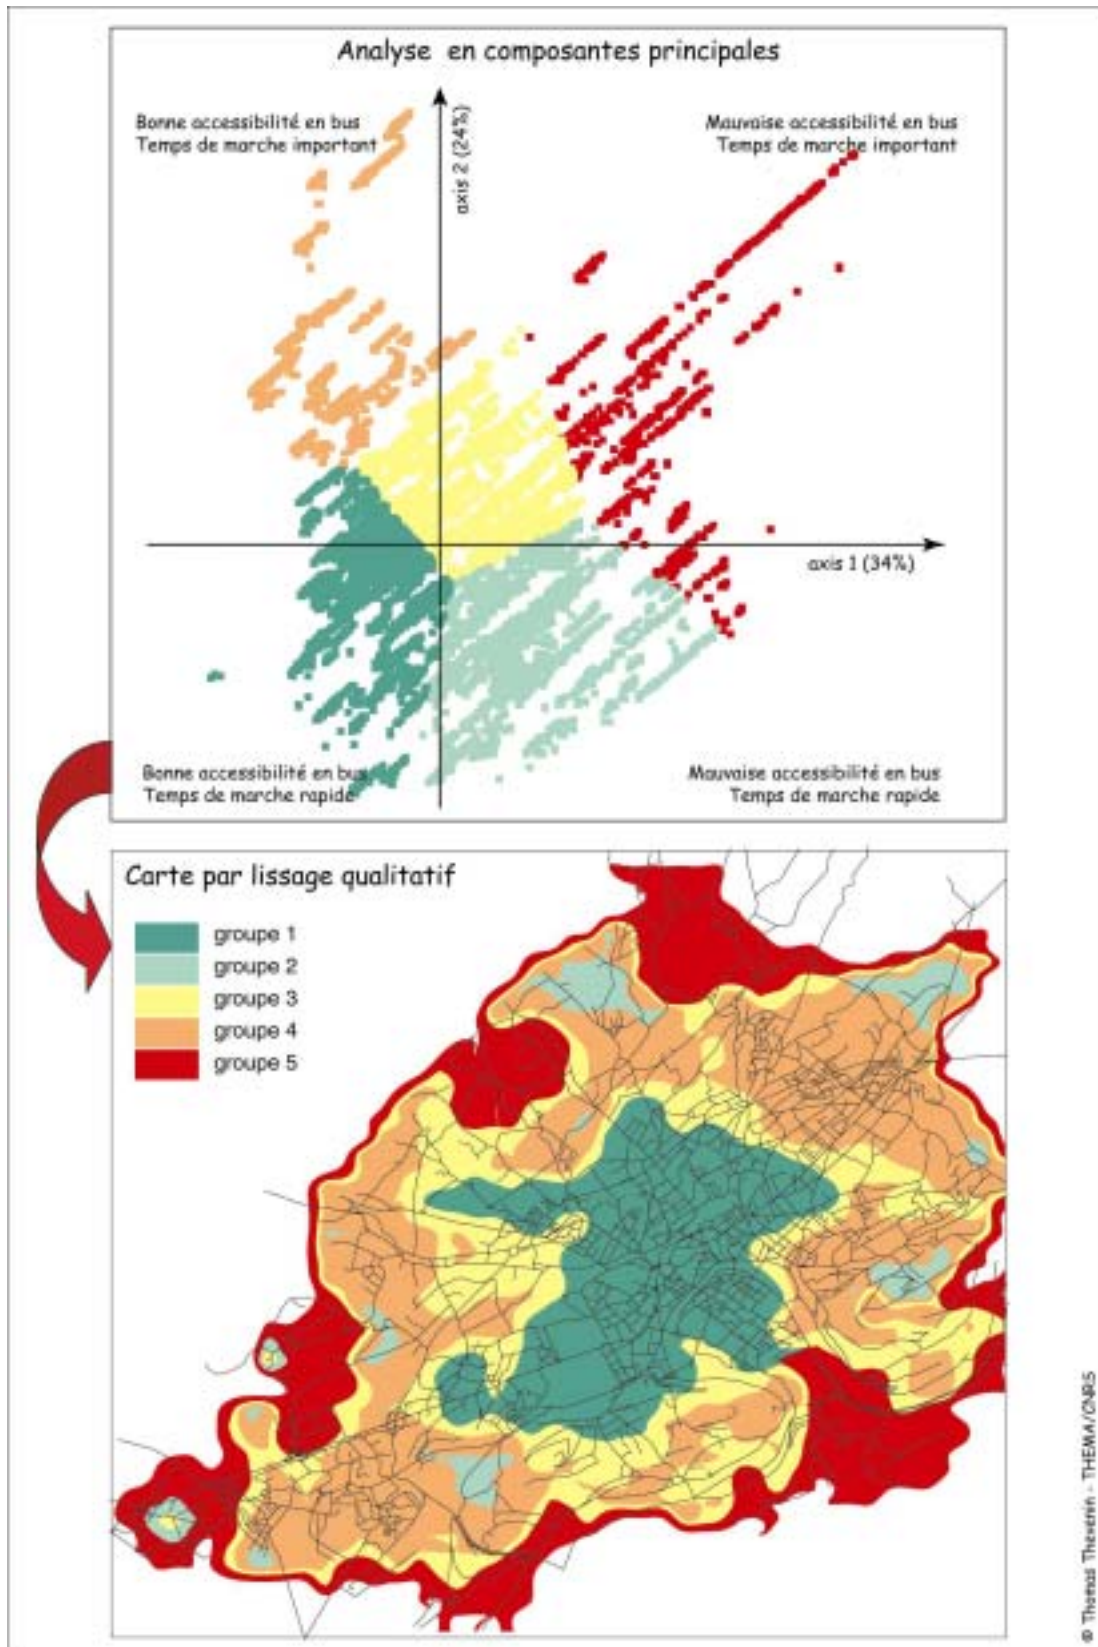 Analyse en composantes principales
Bonne accessibilité en bus
Temps de marche important
axis 2 (24%)
Mauvaise accessibilité en bus
Temps de marche important
axis 1 (34%)
Bonne accessibilité en bus
Temps de marche rapide
Mauvaise accessibilité en bus
Temps de marche rapide
Carte par lissage qualitatif
groupe 1
groupe 2
groupe 3
groupe 4
groupe 5
© Thomas Thevenin - THEMA/CNRS